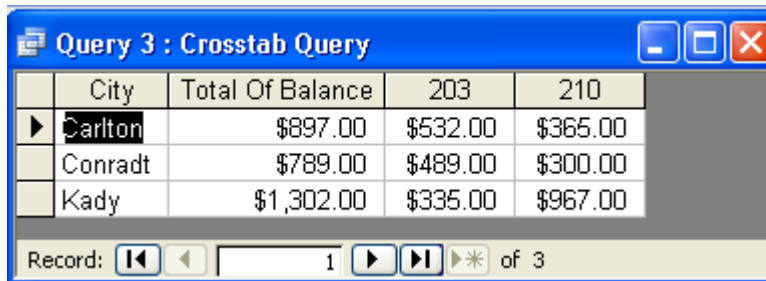 Query 3 : Crosstab Query
City Total Of Balance 203 210
Carlton $897.00 $532.00 $365.00
Conradt $789.00 $489.00 $300.00
Kady $1,302.00 $335.00 $967.00
Record: 1 of 3